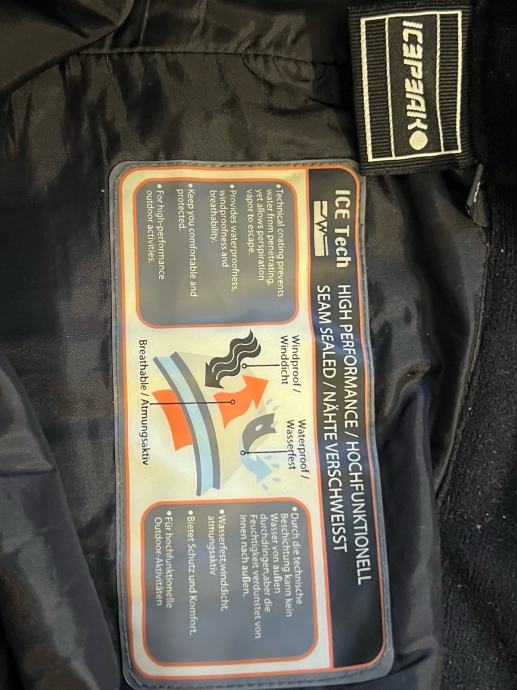 ICEPEAK
ICE Tech
HIGH PERFORMANCE / HOCHFUNKTIONELL
SEAM SEALED / NÄHTE VERSCHWEISST
•Technical coating prevents
water from penetrating,
yet allows perspiration
vapor to escape.
•Provides waterproofness,
windproofness and
breathability.
•Keep you comfortable and
protected.
•For high-performance
outdoor activities.
Windproof /
Winddicht
Waterproof /
Wasserfest
Breathable / Atmungsaktiv
•Durch die technische
Beschichtung kann kein
Wasser von außen
durchdringen,aber die
Feuchtigkeit verdunstet von
innen nach außen.
•Wasserfest,winddicht,
atmungsaktiv
•Bietet Schutz und Komfort.
•Für hochfunktionelle
Outdoor-Aktivitäten